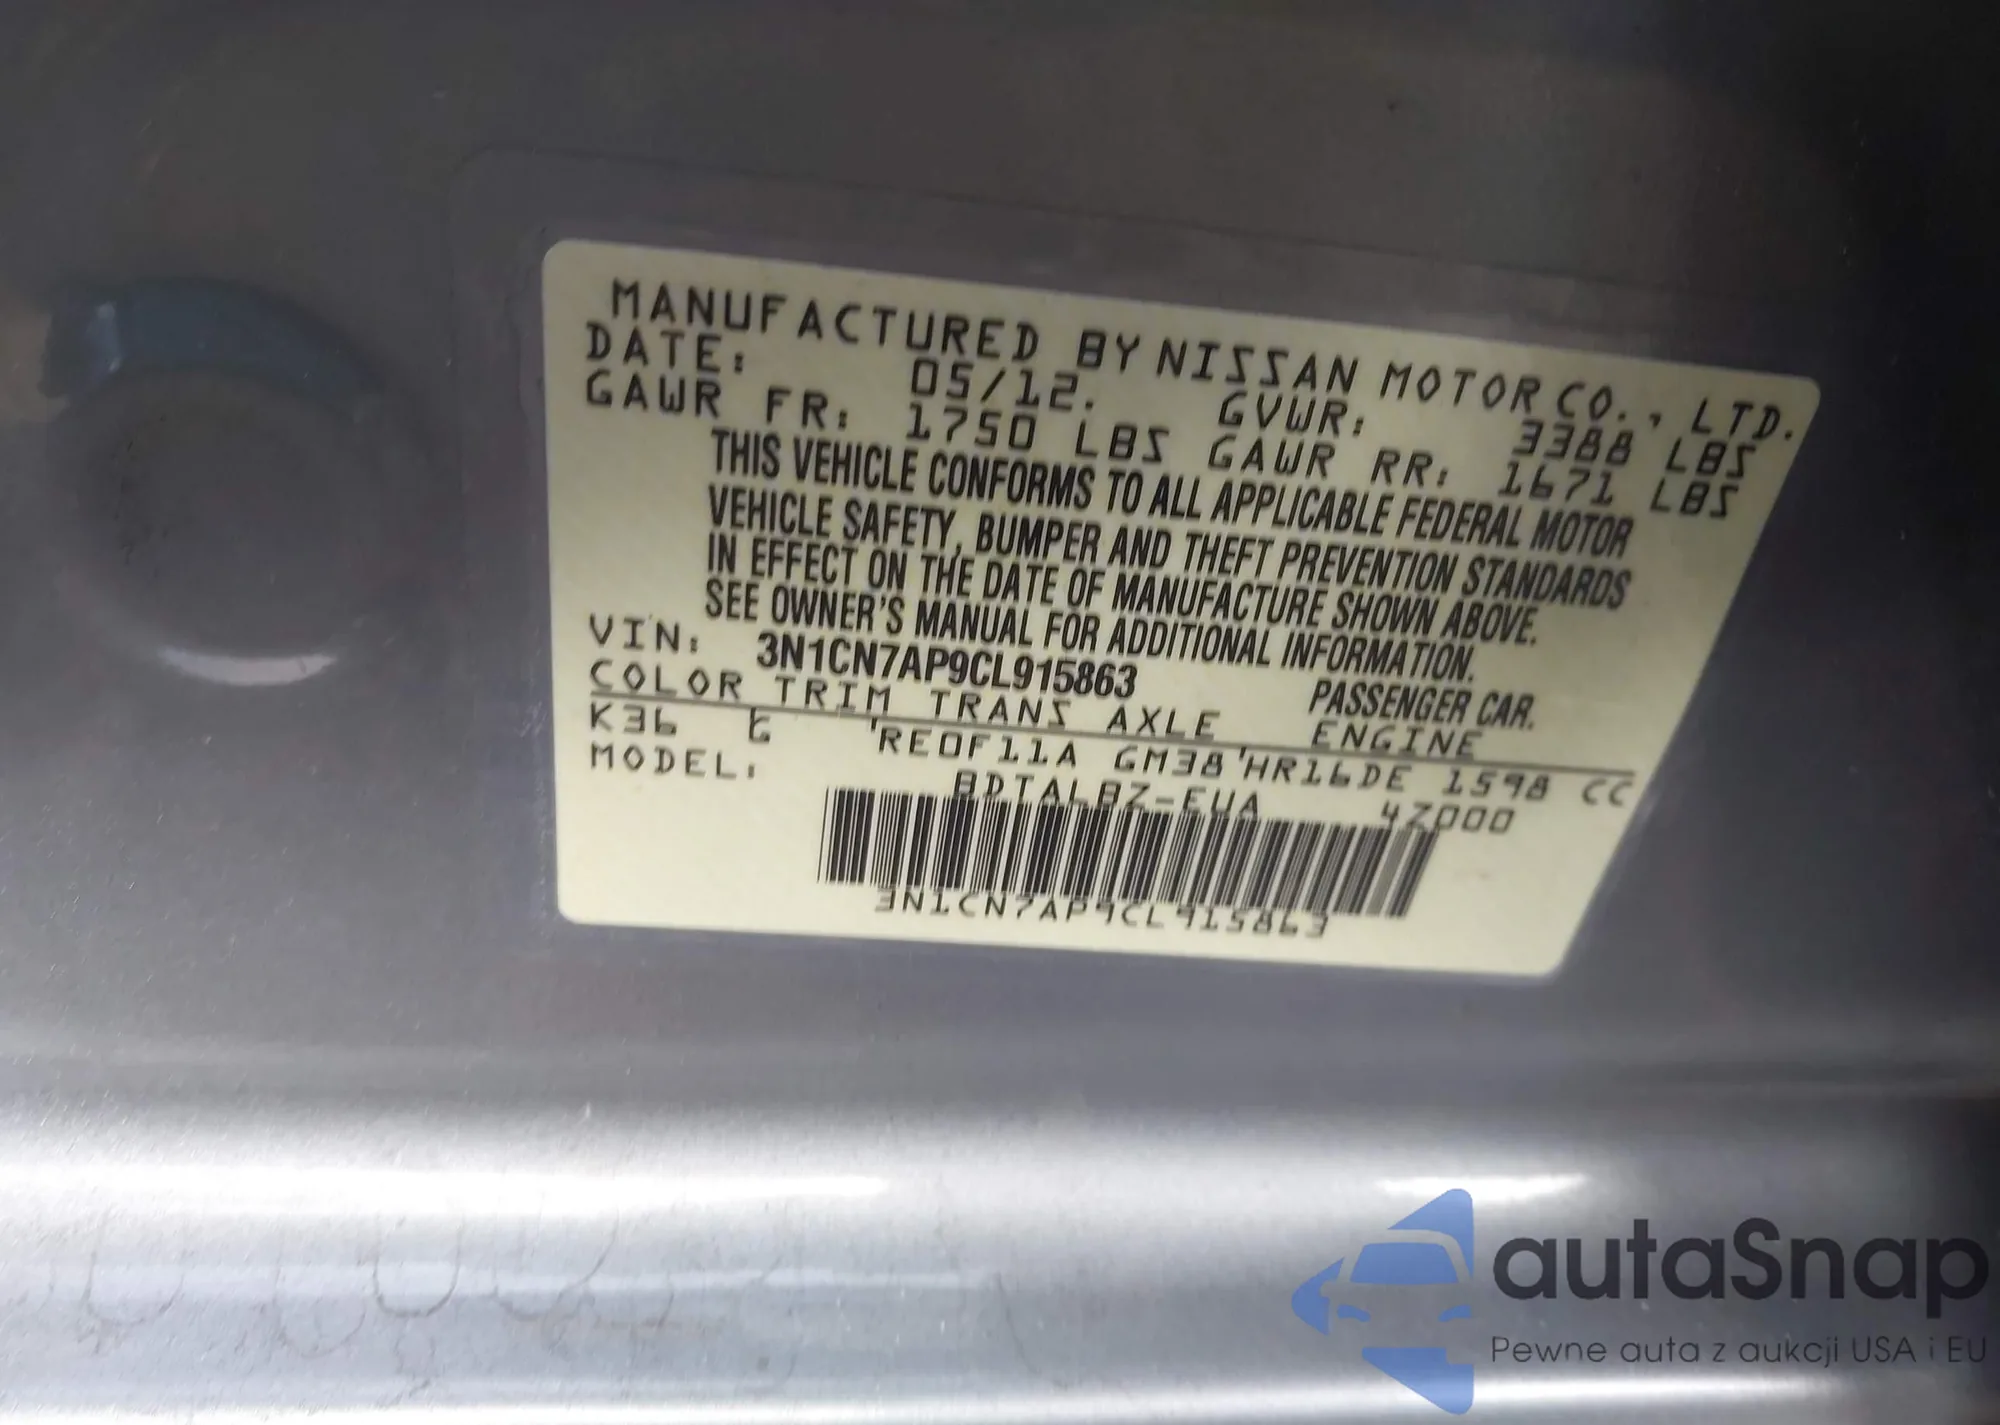 MANUFACTURED BY NISSAN MOTOR CO., LTD.
DATE: 05/12. GVWR: 3388 LBS
GAWR FR: 1750 LBS GAWR RR: 1671 LBS
THIS VEHICLE CONFORMS TO ALL APPLICABLE FEDERAL MOTOR
VEHICLE SAFETY, BUMPER AND THEFT PREVENTION STANDARDS
IN EFFECT ON THE DATE OF MANUFACTURE SHOWN ABOVE.
SEE OWNER'S MANUAL FOR ADDITIONAL INFORMATION.
VIN: 3N1CN7AP9CL915863 PASSENGER CAR.
COLOR TRIM TRANS AXLE ENGINE
K36 G 'RE0F11A GM38'HR16DE 1598 CC
MODEL: BDTALBZ-EUA 4Z000
3N1CN7AP9CL915863
autaSnap
Pewne auta z aukcji USA i EU